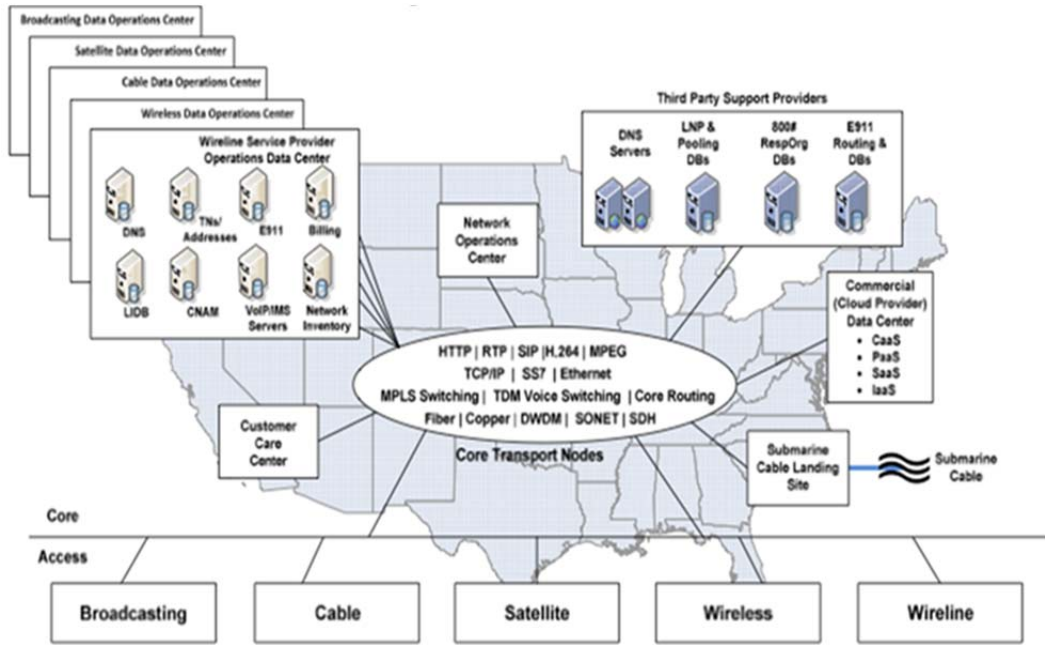 Broadcasting Data Operations Center
Satellite Data Operations Center
Cable Data Operations Center
Wireless Data Operations Center
Wireline Service Provider
Operations Data Center
DNS
TNs/
Addresses
E911
Billing
LIDB
CNAM
VoIP/IMS
Servers
Network
Inventory
Third Party Support Providers
DNS
Servers
LNP &
Pooling
DBs
800#
RespOrg
DBs
E911
Routing &
DBs
Network
Operations
Center
Commercial
(Cloud Provider)
Data Center
• CaaS
• PaaS
• SaaS
• IaaS
HTTP | RTP | SIP |H.264 | MPEG
TCP/IP | SS7 | Ethernet
MPLS Switching | TDM Voice Switching | Core Routing
Fiber | Copper | DWDM | SONET | SDH
Core Transport Nodes
Customer
Care
Center
Submarine
Cable Landing
Site
Submarine
Cable
Core
Access
Broadcasting
Cable
Satellite
Wireless
Wireline